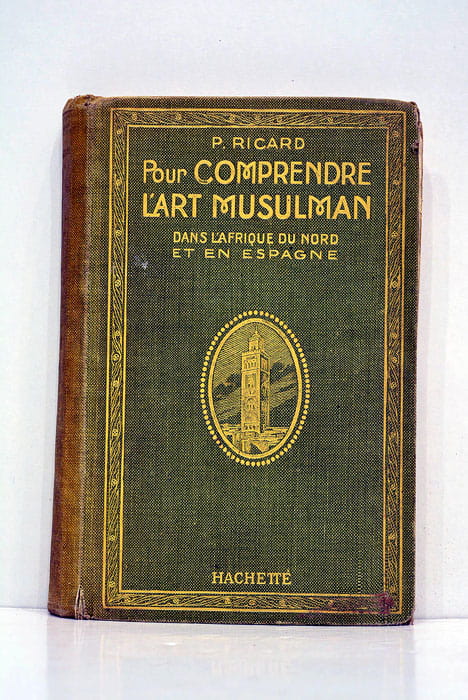 P. RICARD
Pour COMPRENDRE
L'ART MUSULMAN
DANS L'AFRIQUE DU NORD
ET EN ESPAGNE
HACHETTE